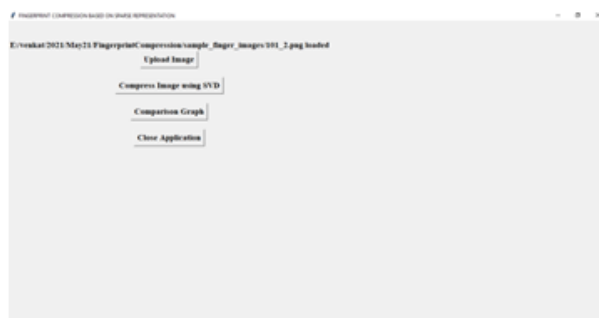 FINGERPRINT COMPRESSION BASED ON SPARSE REPRESENTATION
E:/venkat/2021/May21/FingerprintCompression/sample_finger_images/101_2.png loaded
Upload Image
Compress Image using SVD
Comparison Graph
Close Application